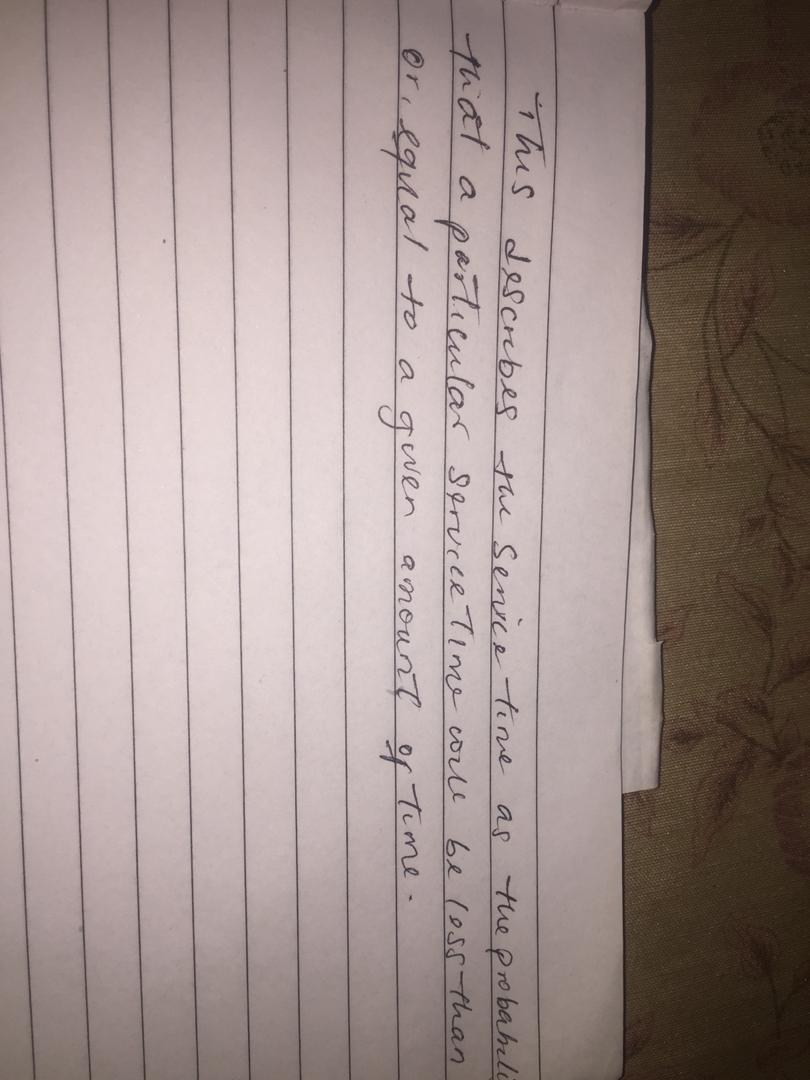 This describes the service time as the probabili
that a particular service time will be less than
or, equal to a given amount of time.